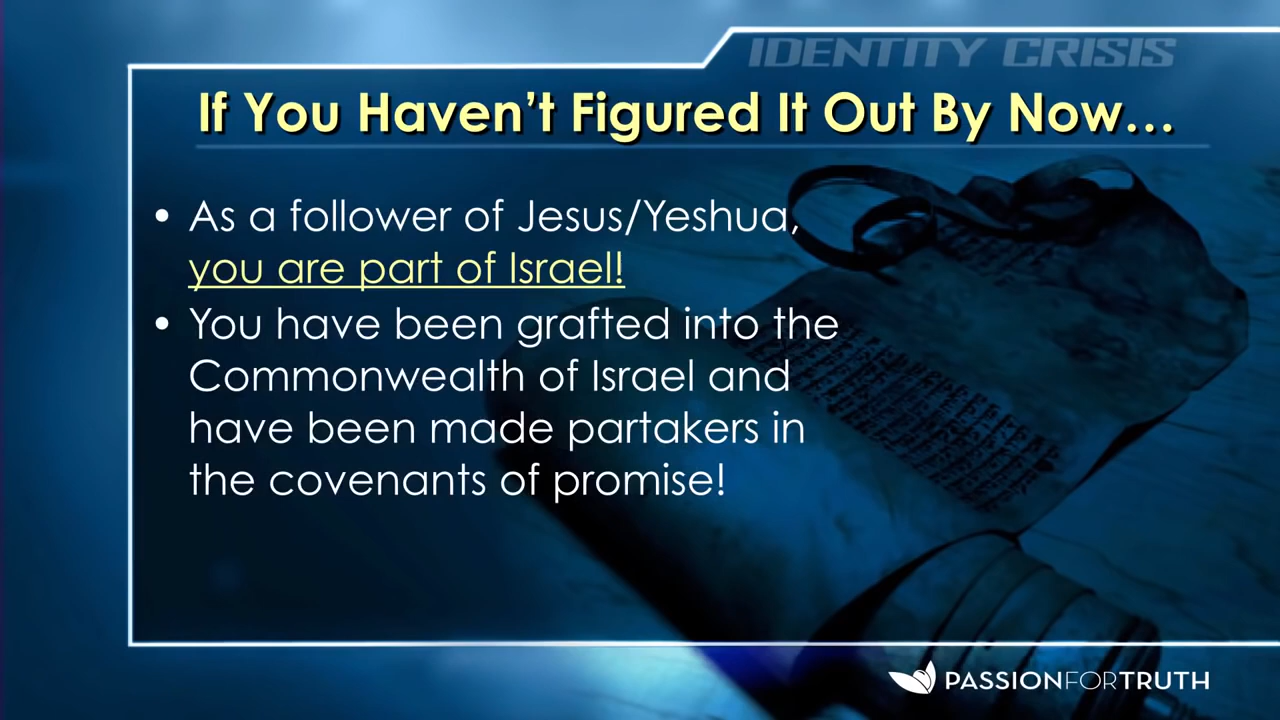 IDENTITY CRISIS
If You Haven’t Figured It Out By Now…
• As a follower of Jesus/Yeshua,
you are part of Israel!
• You have been grafted into the
Commonwealth of Israel and
have been made partakers in
the covenants of promise!
PASSIONFORTRUTH